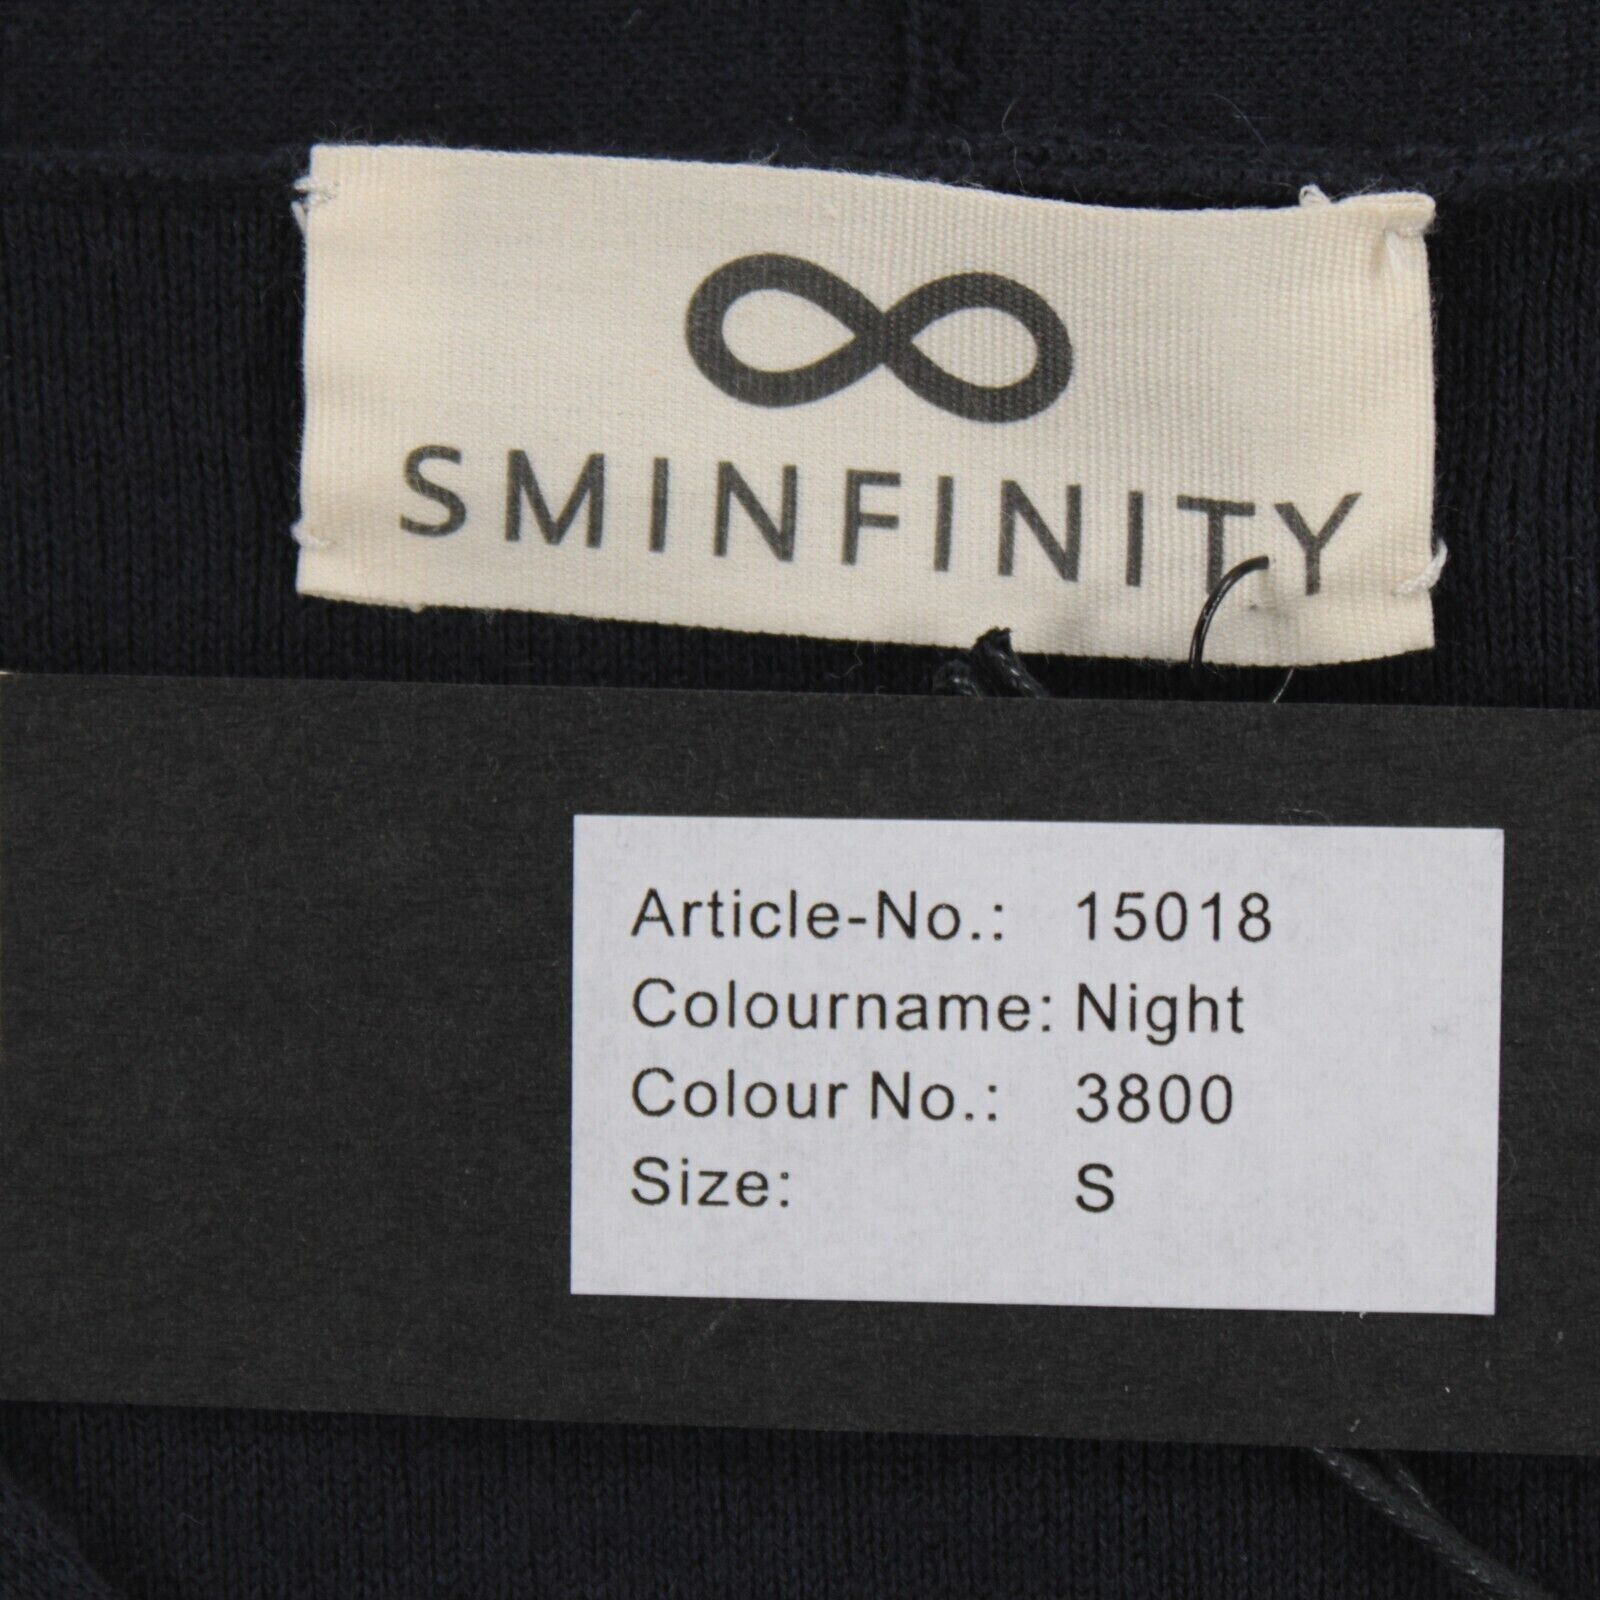 SMINFINITY
Article-No.: 15018
Colourname: Night
Colour No.: 3800
Size: S